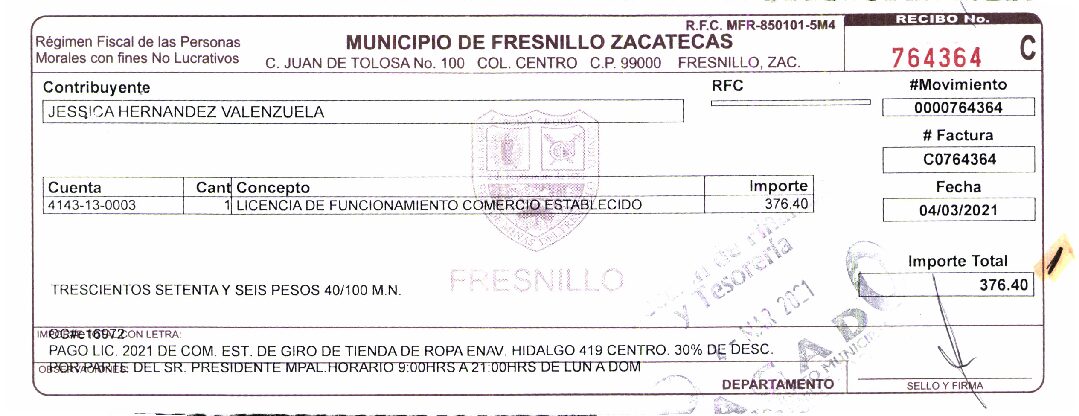 R.F.C. MFR-850101-5M4
RECIBO No.
Régimen Fiscal de las Personas
Morales con fines No Lucrativos
MUNICIPIO DE FRESNILLO ZACATECAS
C. JUAN DE TOLOSA No. 100 COL. CENTRO C.P. 99000 FRESNILLO, ZAC.
764364 C
Contribuyente
RFC
#Movimiento
JESSICA HERNANDEZ VALENZUELA
0000764364
# Factura
C0764364
Cuenta Cant Concepto Importe
Fecha
4143-13-0003 1 LICENCIA DE FUNCIONAMIENTO COMERCIO ESTABLECIDO 376.40
04/03/2021
y Tesorería
Importe Total
FRESNILLO
376.40
TRESCIENTOS SETENTA Y SEIS PESOS 40/100 M.N.
MAR 2021
CON LETRA:
PAGO LIC. 2021 DE COM. EST. DE GIRO DE TIENDA DE ROPA ENAV. HIDALGO 419 CENTRO. 30% DE DESC.
POR PARTE DEL SR. PRESIDENTE MPAL.HORARIO 9:00HRS A 21:00HRS DE LUN A DOM
DEPARTAMENTO
SELLO Y FIRMA